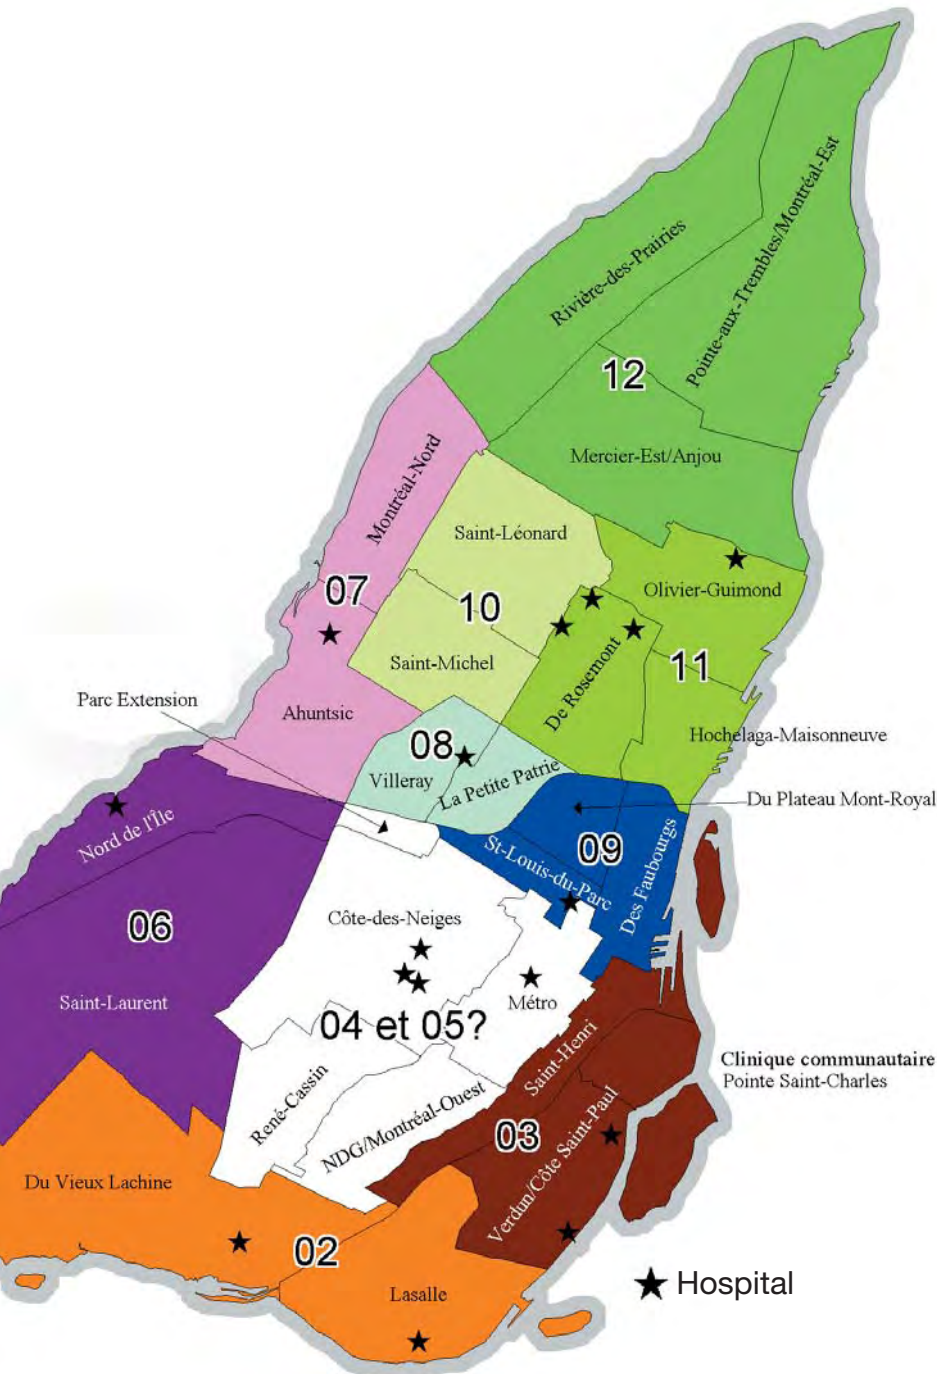 Rivière-des-Prairies
Pointe-aux-Trembles/Montréal-Est
12
Mercier-Est/Anjou
Montréal-Nord
Saint-Léonard
07
10
Olivier-Guimond
Saint-Michel
De Rosemont
11
Parc Extension
Ahuntsic
Hochelaga-Maisonneuve
08
Villeray
La Petite Patrie
Du Plateau Mont-Royal
Nord de l'Île
St-Louis-du-Parc
09
Des Faubourgs
06
Côte-des-Neiges
Saint-Laurent
Métro
04 et 05?
Saint-Henri
Clinique communautaire
Pointe Saint-Charles
René-Cassin
NDG/Montréal-Ouest
03
Verdun/Côte Saint-Paul
Du Vieux Lachine
02
Lasalle
Hospital